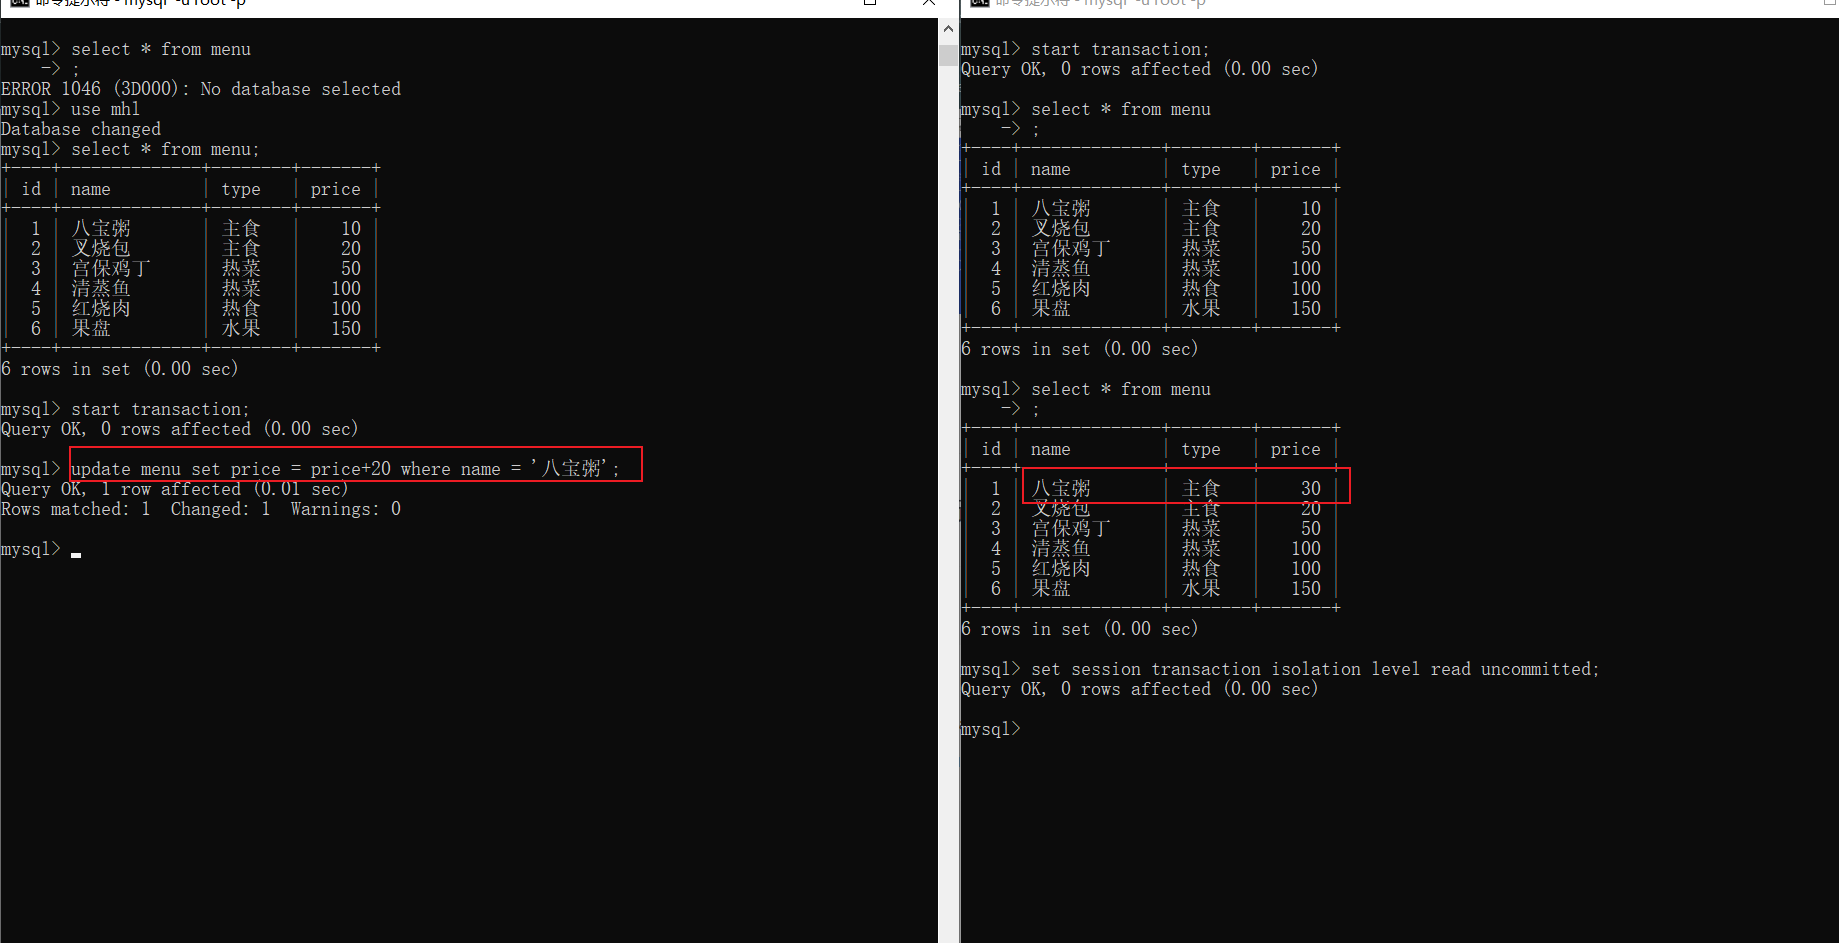 命令提示符 - mysql -u root -p
mysql> select * from menu
    -> ;
ERROR 1046 (3D000): No database selected
mysql> use mhl
Database changed
mysql> select * from menu;
+----+--------------+--------+-------+
| id | name         | type   | price |
+----+--------------+--------+-------+
|  1 | 八宝粥       | 主食   |    10 |
|  2 | 叉烧包       | 主食   |    20 |
|  3 | 宫保鸡丁     | 热菜   |    50 |
|  4 | 清蒸鱼       | 热菜   |   100 |
|  5 | 红烧肉       | 热食   |   100 |
|  6 | 果盘         | 水果   |   150 |
+----+--------------+--------+-------+
6 rows in set (0.00 sec)
mysql> start transaction;
Query OK, 0 rows affected (0.00 sec)
mysql> update menu set price = price+20 where name = '八宝粥';
Query OK, 1 row affected (0.01 sec)
Rows matched: 1  Changed: 1  Warnings: 0
mysql>
命令提示符 - mysql -u root -p
mysql> start transaction;
Query OK, 0 rows affected (0.00 sec)
mysql> select * from menu
    -> ;
+----+--------------+--------+-------+
| id | name         | type   | price |
+----+--------------+--------+-------+
|  1 | 八宝粥       | 主食   |    10 |
|  2 | 叉烧包       | 主食   |    20 |
|  3 | 宫保鸡丁     | 热菜   |    50 |
|  4 | 清蒸鱼       | 热菜   |   100 |
|  5 | 红烧肉       | 热食   |   100 |
|  6 | 果盘         | 水果   |   150 |
+----+--------------+--------+-------+
6 rows in set (0.00 sec)
mysql> select * from menu
    -> ;
+----+--------------+--------+-------+
| id | name         | type   | price |
+----+--------------+--------+-------+
|  1 | 八宝粥       | 主食   |    30 |
|  2 | 叉烧包       | 主食   |    20 |
|  3 | 宫保鸡丁     | 热菜   |    50 |
|  4 | 清蒸鱼       | 热菜   |   100 |
|  5 | 红烧肉       | 热食   |   100 |
|  6 | 果盘         | 水果   |   150 |
+----+--------------+--------+-------+
6 rows in set (0.00 sec)
mysql> set session transaction isolation level read uncommitted;
Query OK, 0 rows affected (0.00 sec)
mysql>